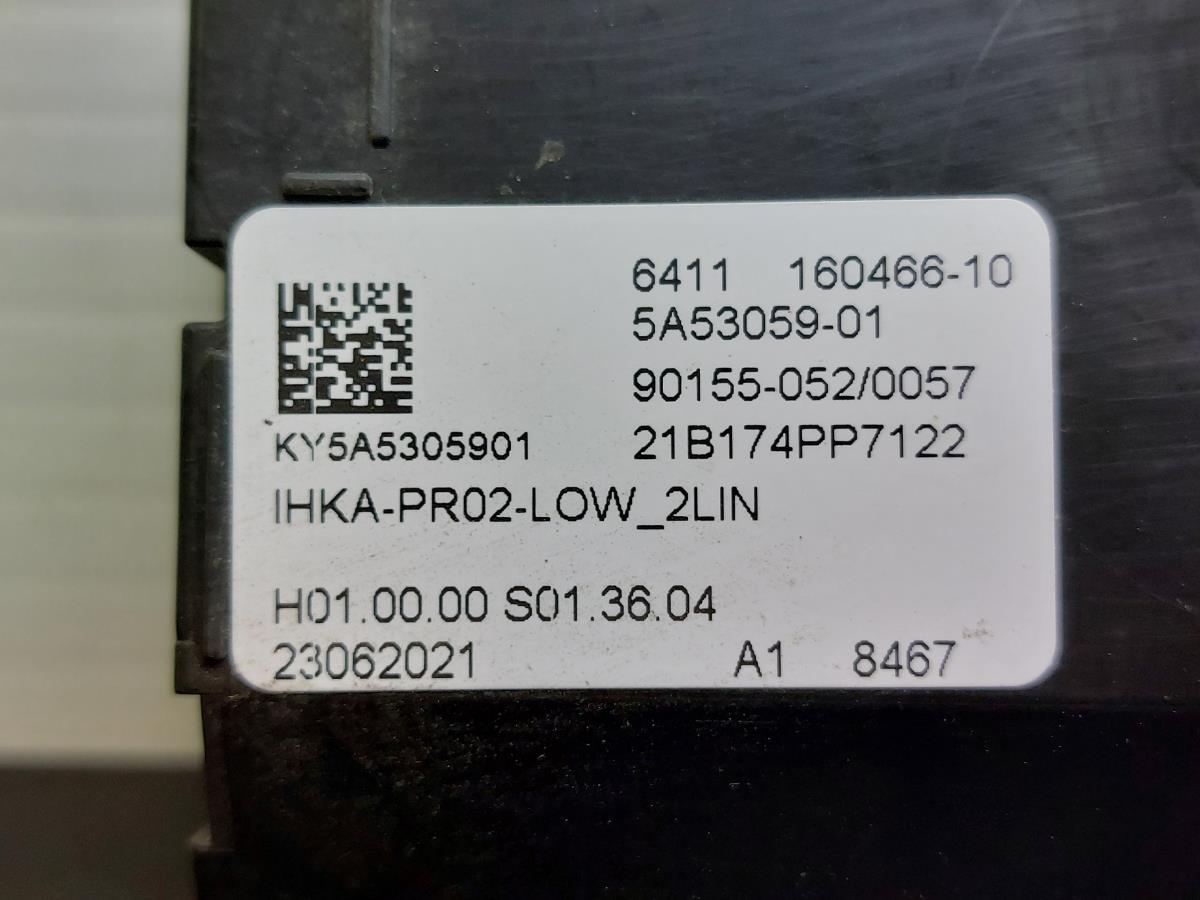 6411 160466-10
5A53059-01
90155-052/0057
KY5A5305901 21B174PP7122
IHKA-PR02-LOW_2LIN
H01.00.00 S01.36.04
23062021 A1 8467